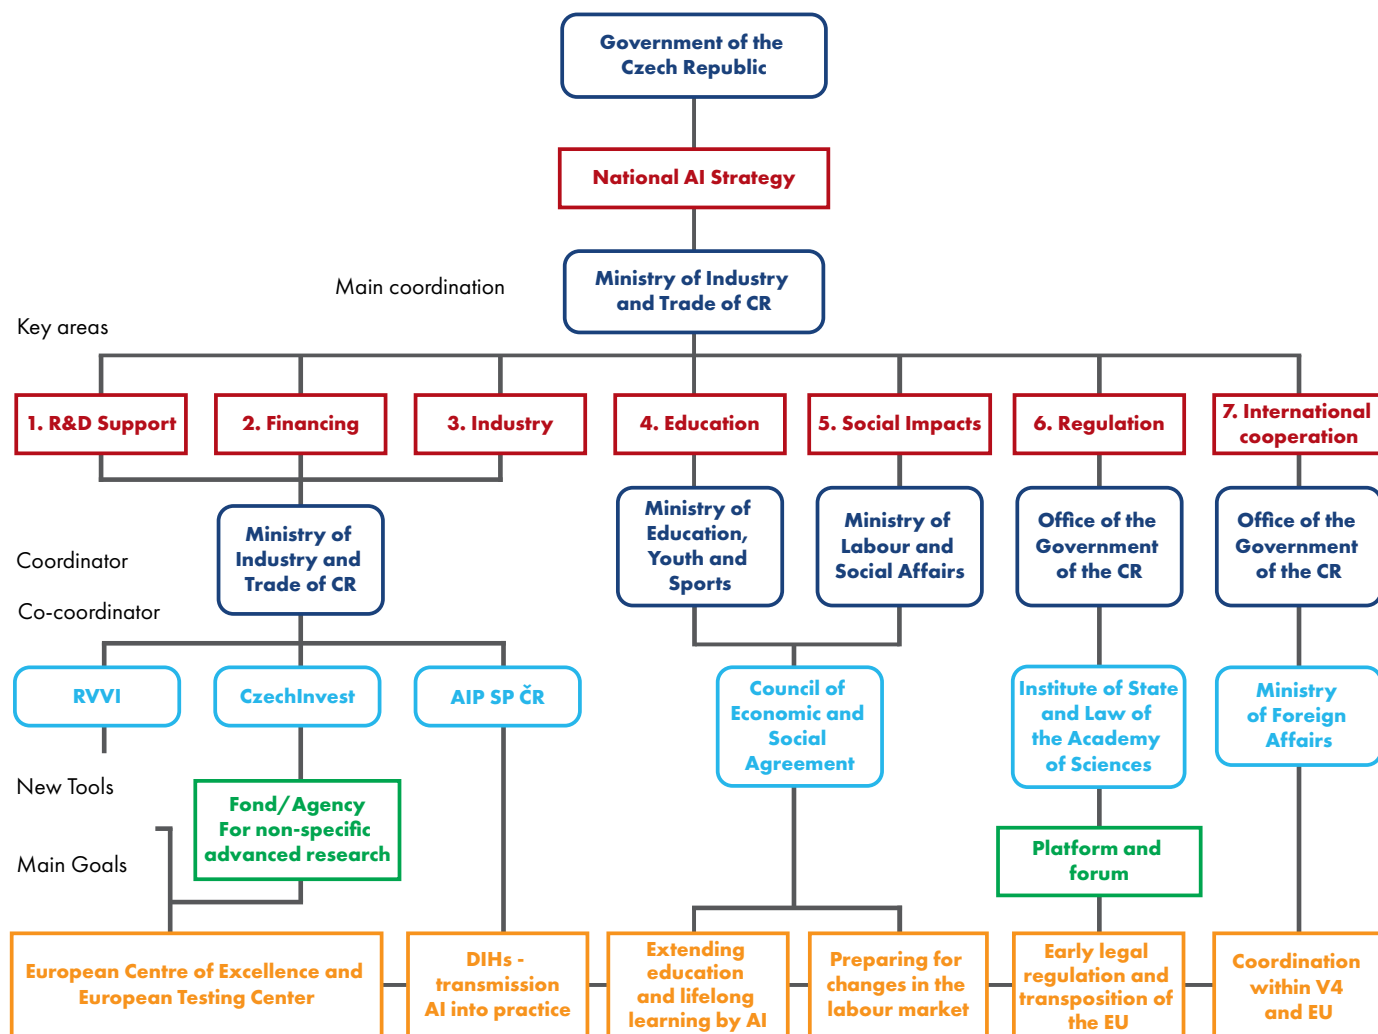 Government of the
Czech Republic
National AI Strategy
Main coordination
Ministry of Industry
and Trade of CR
Key areas
1. R&D Support
2. Financing
3. Industry
4. Education
5. Social Impacts
6. Regulation
7. International
cooperation
Coordinator
Ministry of
Industry and
Trade of CR
Ministry of
Education,
Youth and
Sports
Ministry of
Labour and
Social Affairs
Office of the
Government
of the CR
Office of the
Government
of the CR
Co-coordinator
RVVI
CzechInvest
AIP SP ČR
Council of
Economic and
Social
Agreement
Institute of State
and Law of
the Academy
of Sciences
Ministry
of Foreign
Affairs
New Tools
Fond/Agency
For non-specific
advanced research
Platform and
forum
Main Goals
European Centre of Excellence and
European Testing Center
DIHs -
transmission
AI into practice
Extending
education
and lifelong
learning by AI
Preparing for
changes in the
labour market
Early legal
regulation and
transposition of
the EU
Coordination
within V4
and EU